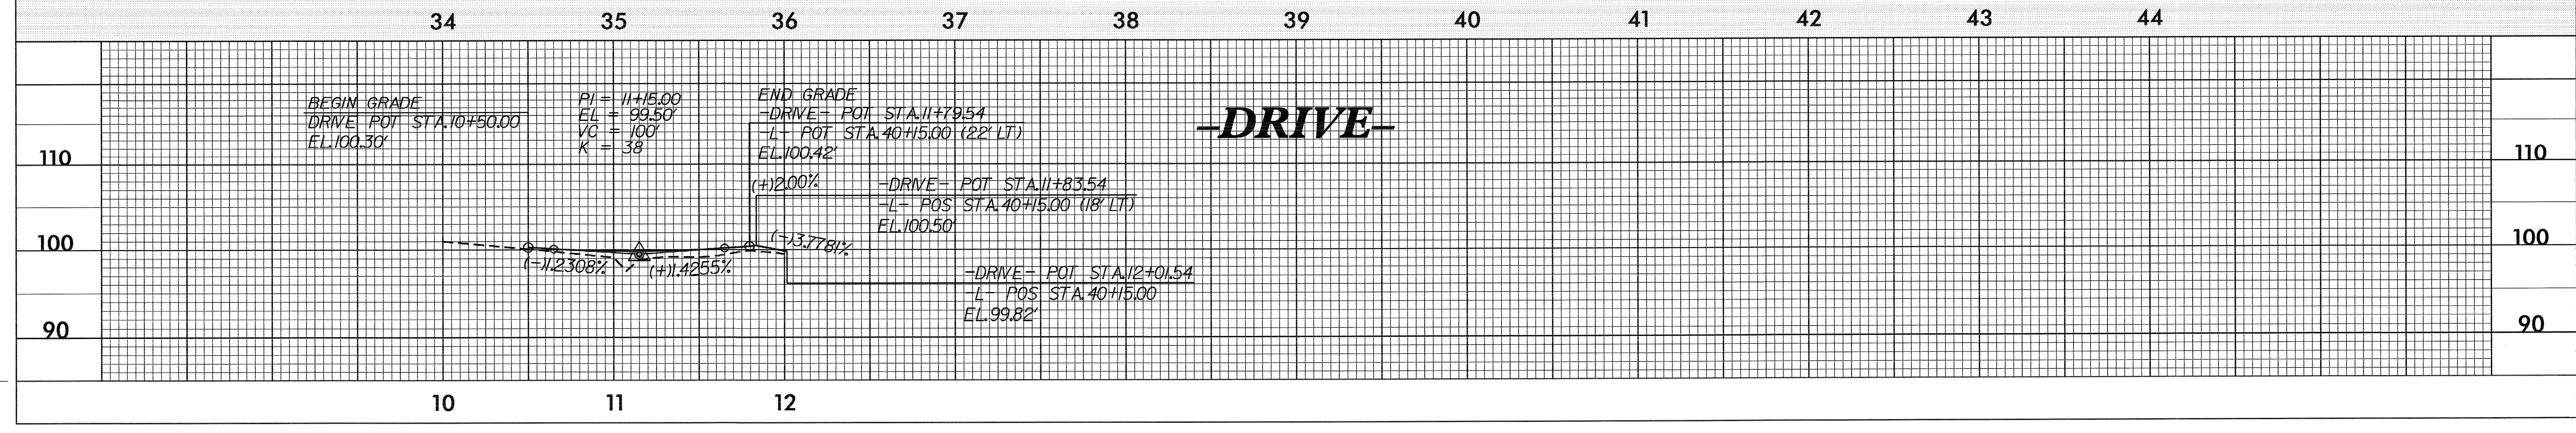 34 35 36 37 38 39 40 41 42 43 44
BEGIN GRADE
DRIVE POT STA.10+50.00
EL.100.30'
PI = 11+15.00
EL = 99.50'
VC = 100'
K = 38
END GRADE
-DRIVE- POT STA.11+79.54
-L- POT STA.40+15.00 (22' LT)
EL.100.42'
-DRIVE-
110
110
(+)2.00%
-DRIVE- POT STA.11+83.54
-L- POS STA.40+15.00 (18' LT)
EL.100.50'
100
100
(-)1.2308%
(+)1.4255%
(-)3.7781%
-DRIVE- POT STA.12+01.54
L- POS STA.40+15.00
EL.99.82'
90
90
10 11 12